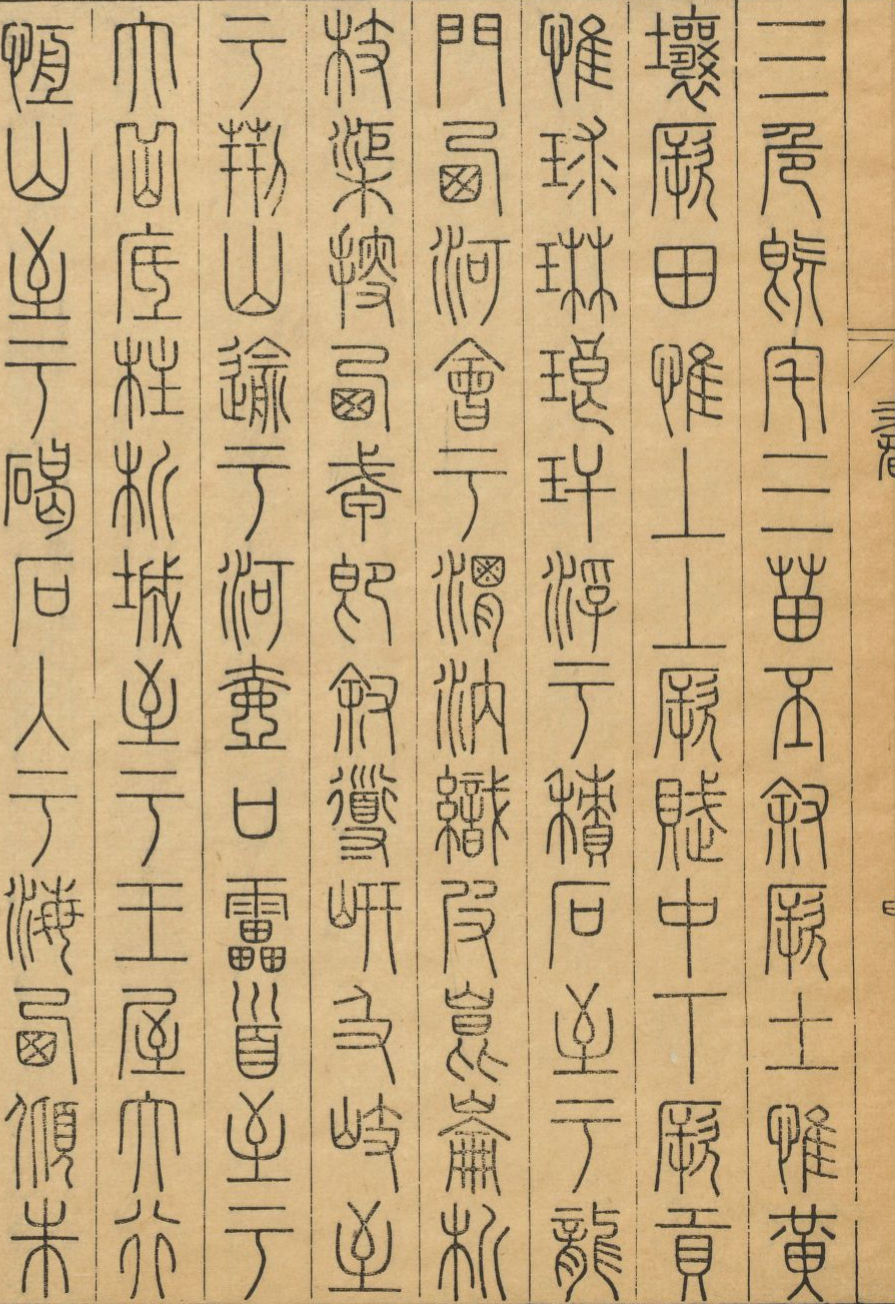 三危既宅三苗丕敘厥土惟黃
壤厥田惟上上厥賦中下厥貢
惟球琳琅玕浮于積石至于龍
門西河會于渭汭織皮崐崘析
枝渠搜西戎即敘導岍及岐至
于荊山逾于河壺口雷首至于
太岳底柱析城至于王屋太行
恆山至于碣石入于海西傾朱